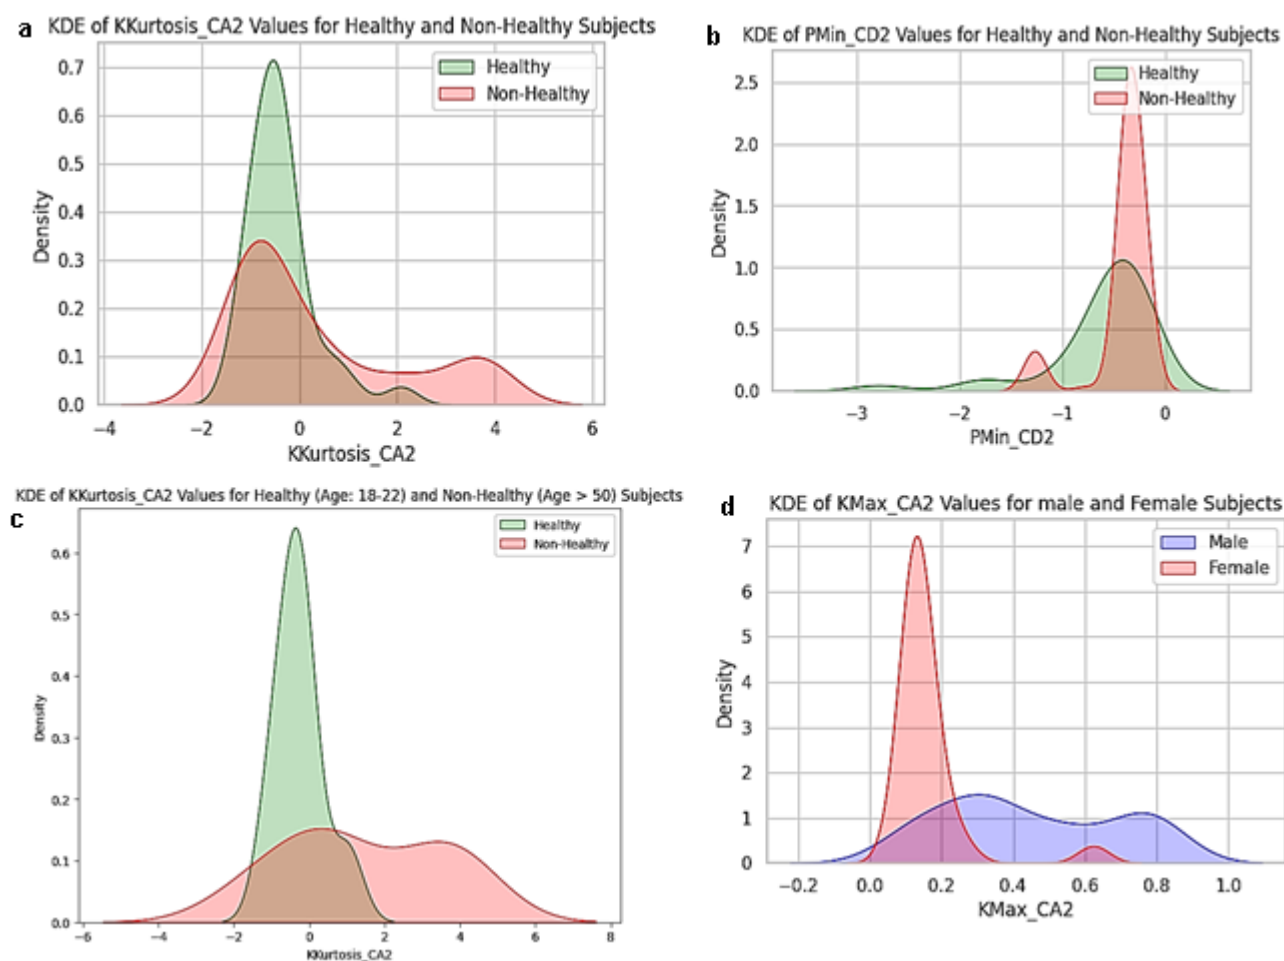 a
KDE of KKurtosis_CA2 Values for Healthy and Non-Healthy Subjects
Healthy
Non-Healthy
Density
0.7
0.6
0.5
0.4
0.3
0.2
0.1
0.0
−4 −2 0 2 4 6
KKurtosis_CA2
b
KDE of PMin_CD2 Values for Healthy and Non-Healthy Subjects
Healthy
Non-Healthy
Density
2.5
2.0
1.5
1.0
0.5
0.0
−3 −2 −1 0
PMin_CD2
c
KDE of KKurtosis_CA2 Values for Healthy (Age: 18-22) and Non-Healthy (Age > 50) Subjects
Healthy
Non-Healthy
Density
0.6
0.5
0.4
0.3
0.2
0.1
0.0
−6 −4 −2 0 2 4 6 8
KKurtosis_CA2
d
KDE of KMax_CA2 Values for male and Female Subjects
Male
Female
Density
7
6
5
4
3
2
1
0
−0.2 0.0 0.2 0.4 0.6 0.8 1.0
KMax_CA2